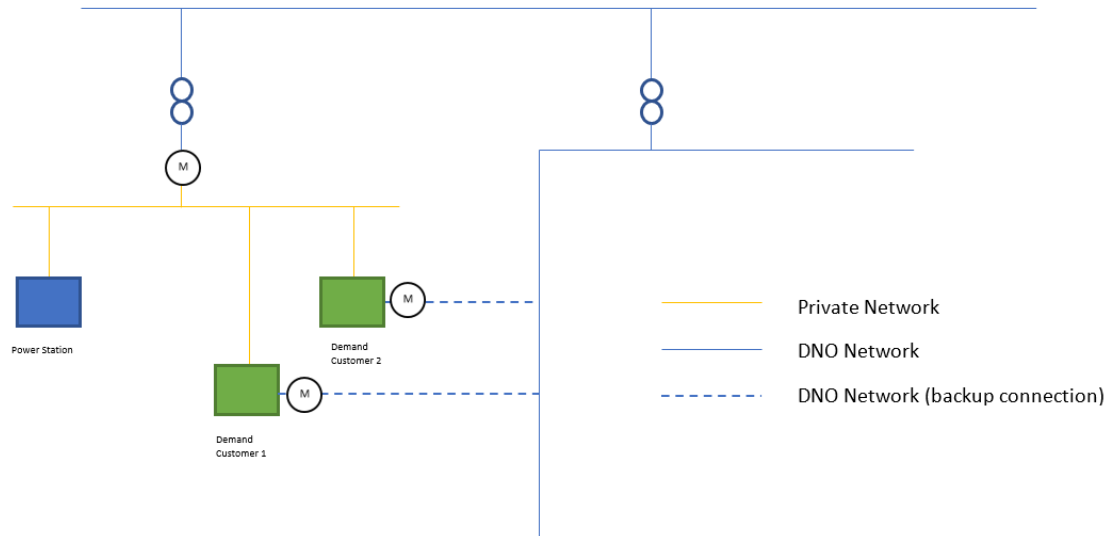 M
M
Power Station
Demand
Customer 2
M
Demand
Customer 1
Private Network
DNO Network
DNO Network (backup connection)